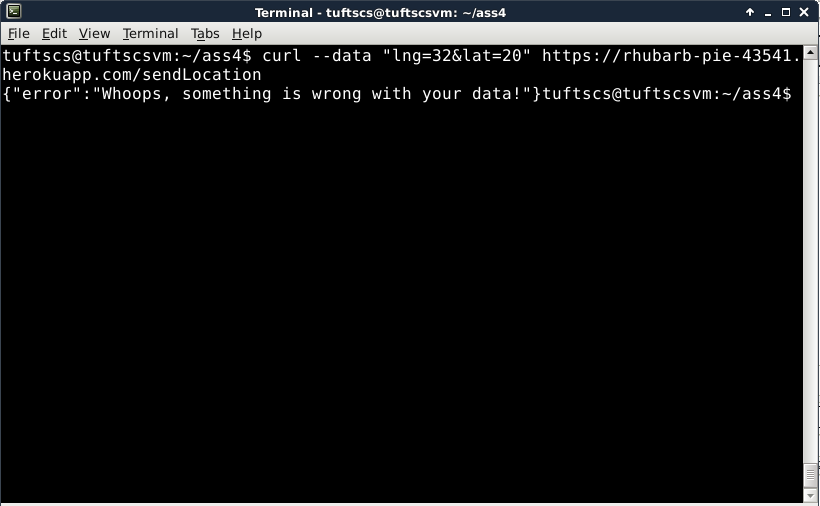 Terminal - tuftscs@tuftscsvm: ~/ass4
File Edit View Terminal Tabs Help
tuftscs@tuftscsvm:~/ass4$ curl --data "lng=32&lat=20" https://rhubarb-pie-43541.
herokuapp.com/sendLocation
{"error":"Whoops, something is wrong with your data!"}tuftscs@tuftscsvm:~/ass4$